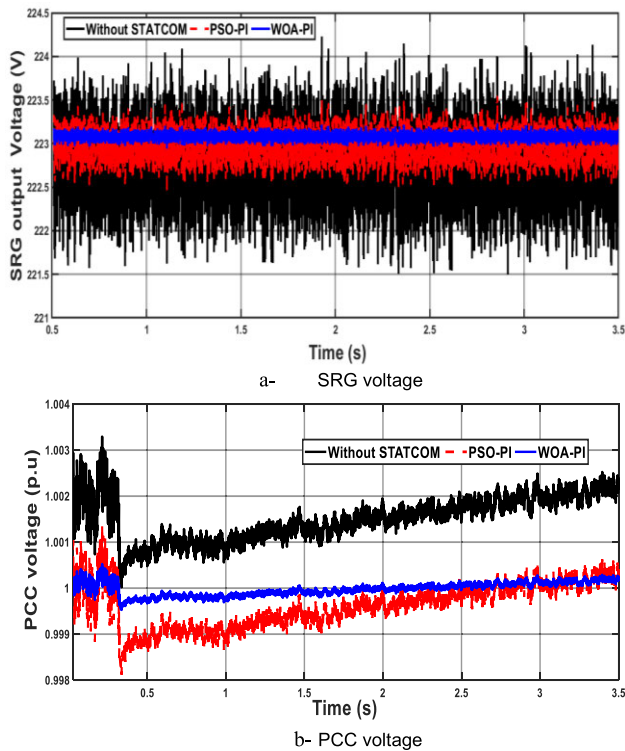 224.5
Without STATCOM PSO-PI WOA-PI
224
223.5
223
222.5
222
221.5
221
SRG output Voltage (V)
0.5 1 1.5 2 2.5 3 3.5
Time (s)
a- SRG voltage
1.004
1.003
Without STATCOM PSO-PI WOA-PI
1.002
1.001
1
0.999
0.998
PCC voltage (p.u)
0.5 1 1.5 2 2.5 3 3.5
Time (s)
b- PCC voltage